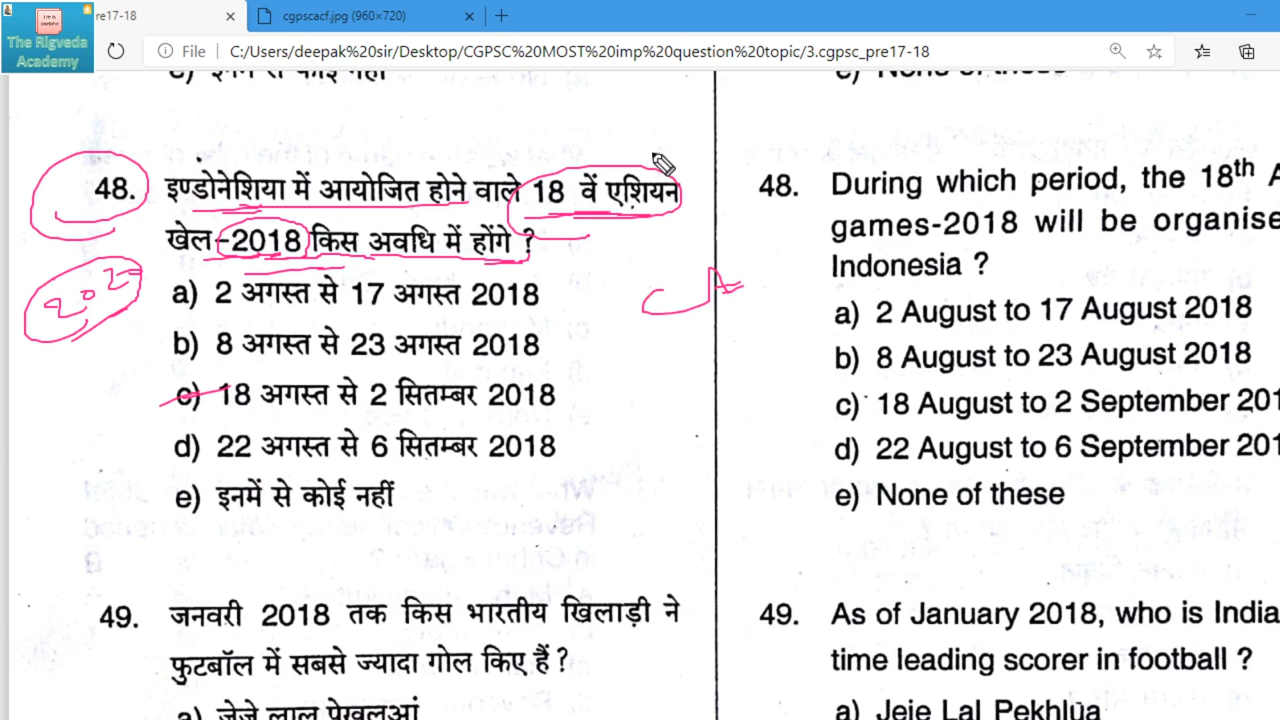 re17-18
cgpscacf.jpg (960×720)
The Rigveda
Academy
File
C:/Users/deepak%20sir/Desktop/CGPSC%20MOST%20imp%20question%20topic/3.cgpsc_pre17-18
48. इण्डोनेशिया में आयोजित होने वाले 18 वें एशियन
खेल-2018 किस अवधि में होंगे ?
a) 2 अगस्त से 17 अगस्त 2018
b) 8 अगस्त से 23 अगस्त 2018
c) 18 अगस्त से 2 सितम्बर 2018
d) 22 अगस्त से 6 सितम्बर 2018
e) इनमें से कोई नहीं
49. जनवरी 2018 तक किस भारतीय खिलाड़ी ने
फुटबॉल में सबसे ज्यादा गोल किए हैं ?
a) जेजे लाल पेखलुआं
e) None of these
48. During which period, the 18th A
games-2018 will be organise
Indonesia ?
a) 2 August to 17 August 2018
b) 8 August to 23 August 2018
c) 18 August to 2 September 201
d) 22 August to 6 September 201
e) None of these
49. As of January 2018, who is India
time leading scorer in football ?
a) Jeje Lal Pekhlua